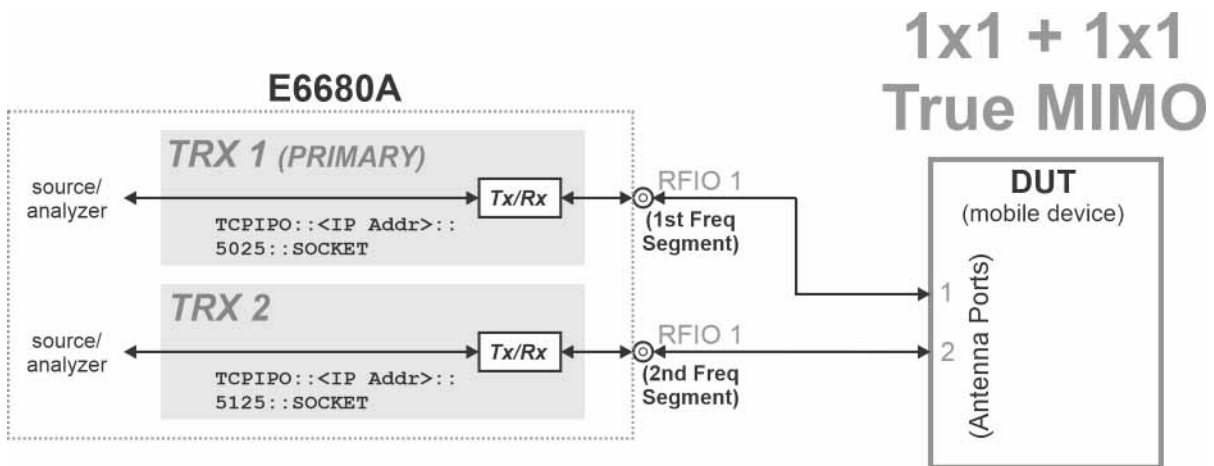 1x1 + 1x1
True MIMO
E6680A
TRX 1 (PRIMARY)
source/
analyzer
Tx/Rx
TCPIPO::<IP Addr>::
5025::SOCKET
RFIO 1
(1st Freq
Segment)
TRX 2
source/
analyzer
Tx/Rx
TCPIPO::<IP Addr>::
5125::SOCKET
RFIO 1
(2nd Freq
Segment)
DUT
(mobile device)
1
2
(Antenna Ports)